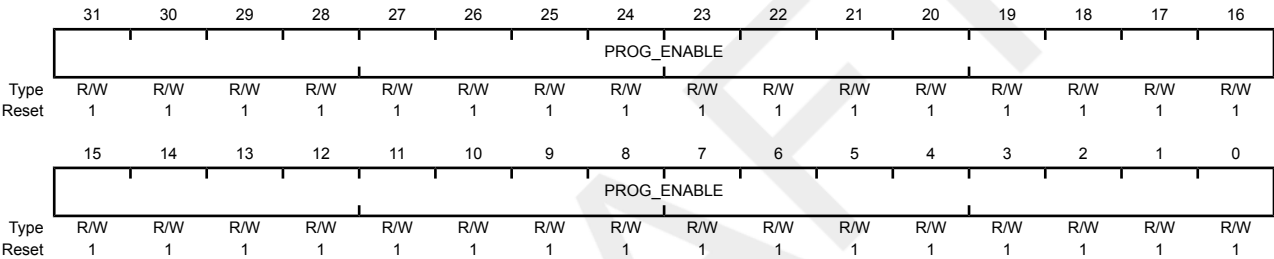 31 30 29 28 27 26 25 24 23 22 21 20 19 18 17 16
PROG_ENABLE
Type R/W R/W R/W R/W R/W R/W R/W R/W R/W R/W R/W R/W R/W R/W R/W R/W
Reset 1 1 1 1 1 1 1 1 1 1 1 1 1 1 1 1
15 14 13 12 11 10 9 8 7 6 5 4 3 2 1 0
PROG_ENABLE
Type R/W R/W R/W R/W R/W R/W R/W R/W R/W R/W R/W R/W R/W R/W R/W R/W
Reset 1 1 1 1 1 1 1 1 1 1 1 1 1 1 1 1